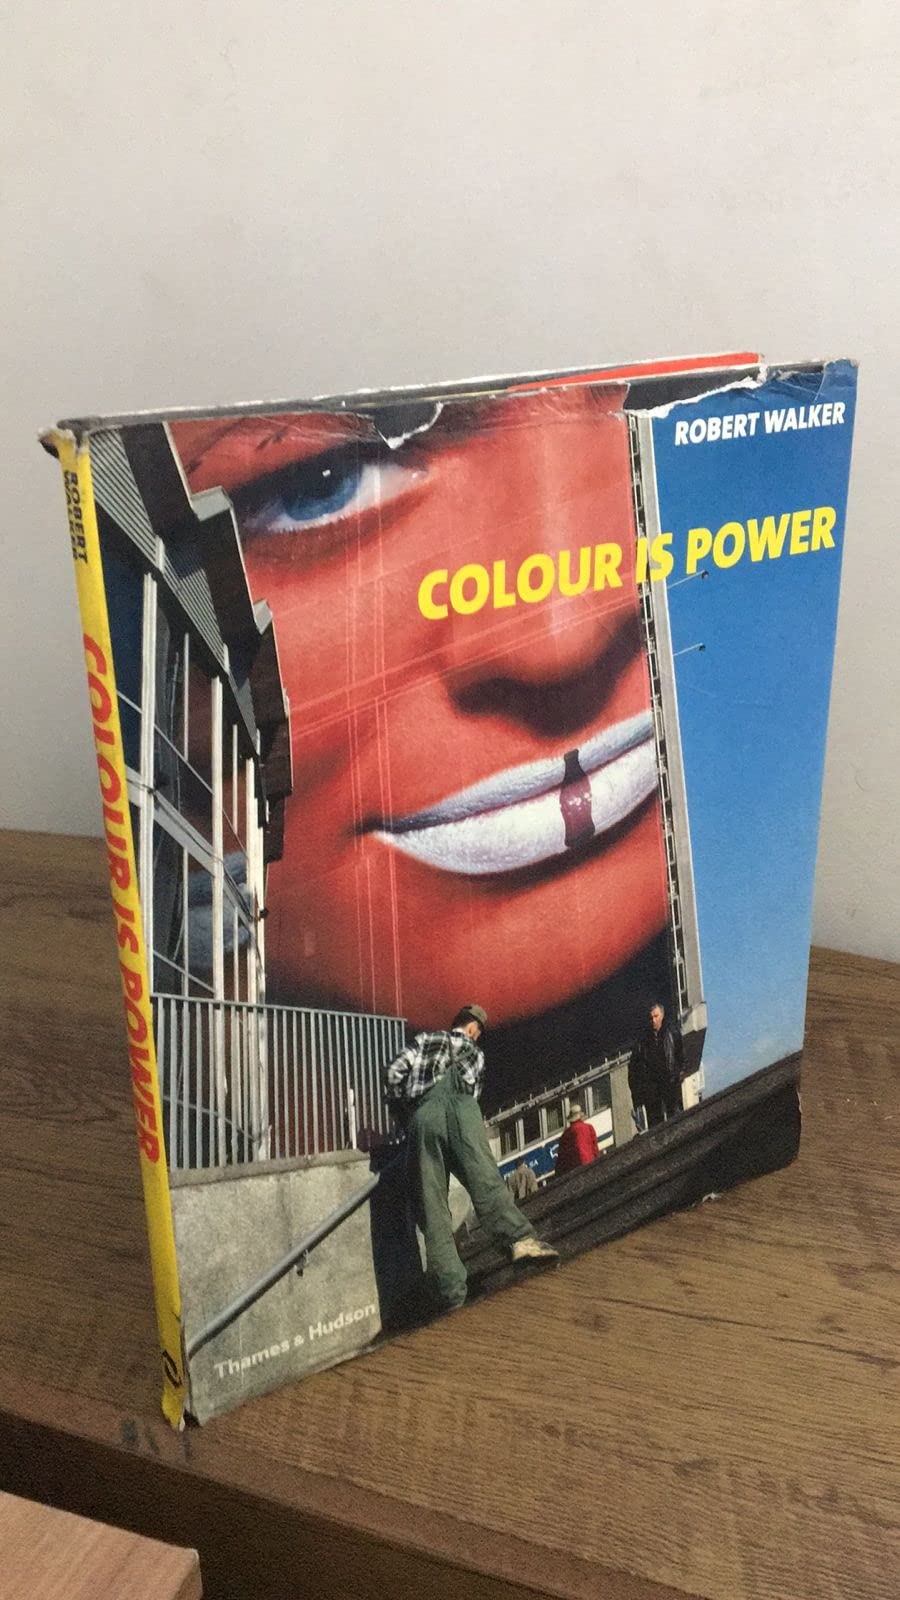 ROBERT WALKER
COLOUR IS POWER
Thames & Hudson
ROBERT
WALKER
COLOUR IS POWER